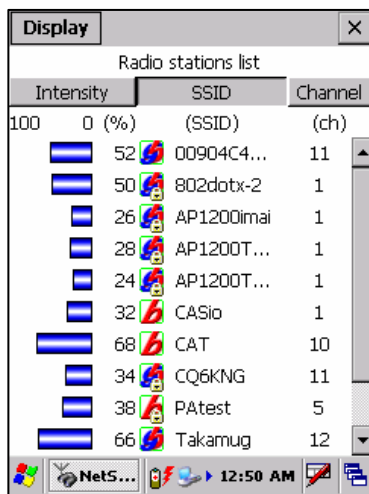 Display ×
Radio stations list
Intensity SSID Channel
100 0 (%) (SSID) (ch)
52 00904C4... 11
50 802dotx-2 1
26 AP1200imai 1
28 AP1200T... 1
24 AP1200T... 1
32 b CASio 1
68 b CAT 10
34 CQ6KNG 11
38 PAtest 5
66 Takamug 12
NetS... 12:50 AM